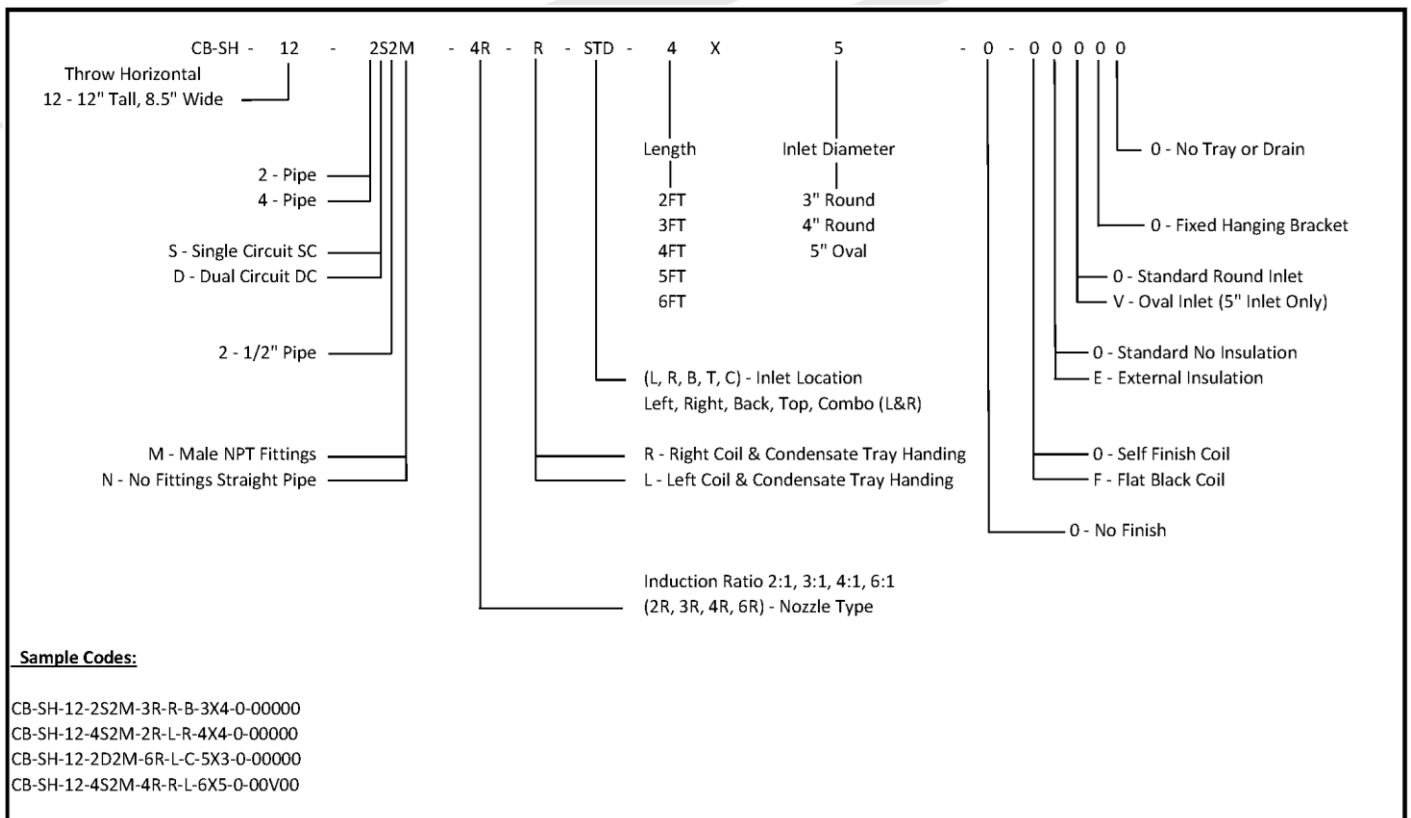 CB-SH - 12 - 2S2M - 4R - R - STD - 4 X 5 - 0 - 0 0 0 0 0
Throw Horizontal
12 - 12" Tall, 8.5" Wide
2 - Pipe
4 - Pipe
S - Single Circuit SC
D - Dual Circuit DC
2 - 1/2" Pipe
M - Male NPT Fittings
N - No Fittings Straight Pipe
Length
2FT
3FT
4FT
5FT
6FT
Inlet Diameter
3" Round
4" Round
5" Oval
(L, R, B, T, C) - Inlet Location
Left, Right, Back, Top, Combo (L&R)
R - Right Coil & Condensate Tray Handing
L - Left Coil & Condensate Tray Handing
Induction Ratio 2:1, 3:1, 4:1, 6:1
(2R, 3R, 4R, 6R) - Nozzle Type
0 - No Tray or Drain
0 - Fixed Hanging Bracket
0 - Standard Round Inlet
V - Oval Inlet (5" Inlet Only)
0 - Standard No Insulation
E - External Insulation
0 - Self Finish Coil
F - Flat Black Coil
0 - No Finish
Sample Codes:
CB-SH-12-2S2M-3R-R-B-3X4-0-00000
CB-SH-12-4S2M-2R-L-R-4X4-0-00000
CB-SH-12-2D2M-6R-L-C-5X3-0-00000
CB-SH-12-4S2M-4R-R-L-6X5-0-00V00